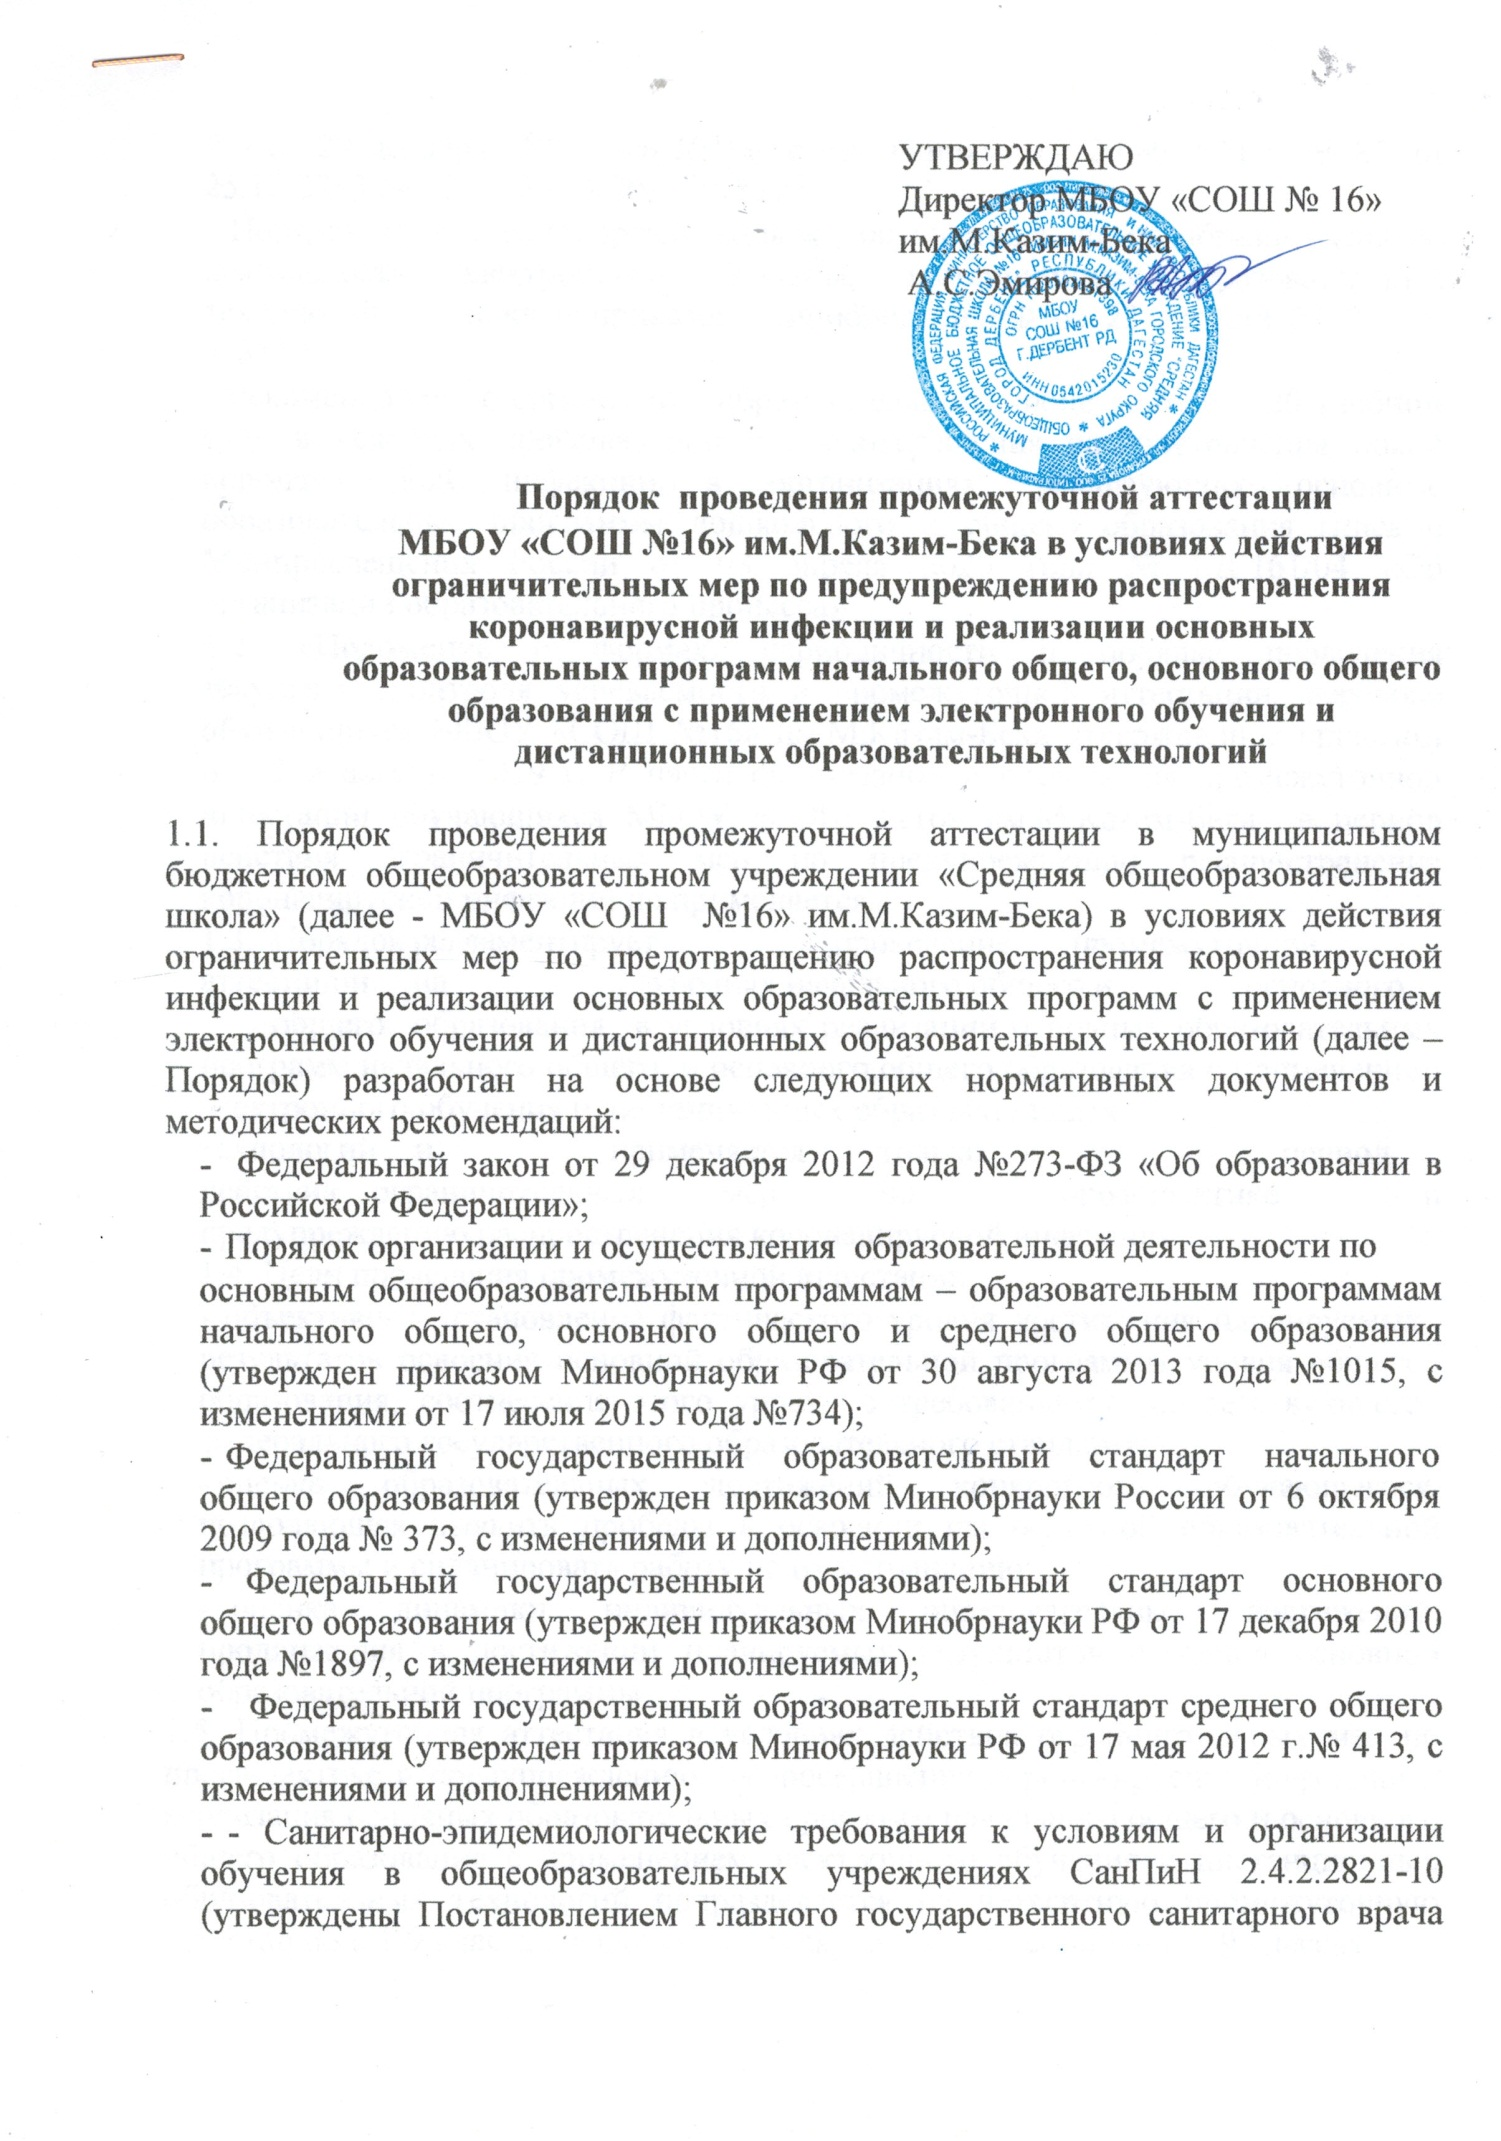 УТВЕРЖДАЮ
Директор МБОУ «СОШ № 16»
им.М.Казим-Бека
А.С.Эмирова
МБОУ
СОШ №16
Г.ДЕРБЕНТ РД
ИНН 0542015230
Порядок проведения промежуточной аттестации
МБОУ «СОШ №16» им.М.Казим-Бека в условиях действия
ограничительных мер по предупреждению распространения
коронавирусной инфекции и реализации основных
образовательных программ начального общего, основного общего
образования с применением электронного обучения и
дистанционных образовательных технологий
1.1. Порядок проведения промежуточной аттестации в муниципальном
бюджетном общеобразовательном учреждении «Средняя общеобразовательная
школа» (далее - МБОУ «СОШ №16» им.М.Казим-Бека) в условиях действия
ограничительных мер по предотвращению распространения коронавирусной
инфекции и реализации основных образовательных программ с применением
электронного обучения и дистанционных образовательных технологий (далее –
Порядок) разработан на основе следующих нормативных документов и
методических рекомендаций:
- Федеральный закон от 29 декабря 2012 года №273-ФЗ «Об образовании в
Российской Федерации»;
- Порядок организации и осуществления образовательной деятельности по
основным общеобразовательным программам – образовательным программам
начального общего, основного общего и среднего общего образования
(утвержден приказом Минобрнауки РФ от 30 августа 2013 года №1015, с
изменениями от 17 июля 2015 года №734);
- Федеральный государственный образовательный стандарт начального
общего образования (утвержден приказом Минобрнауки России от 6 октября
2009 года № 373, с изменениями и дополнениями);
- Федеральный государственный образовательный стандарт основного
общего образования (утвержден приказом Минобрнауки РФ от 17 декабря 2010
года №1897, с изменениями и дополнениями);
- Федеральный государственный образовательный стандарт среднего общего
образования (утвержден приказом Минобрнауки РФ от 17 мая 2012 г.№ 413, с
изменениями и дополнениями);
- - Санитарно-эпидемиологические требования к условиям и организации
обучения в общеобразовательных учреждениях СанПиН 2.4.2.2821-10
(утверждены Постановлением Главного государственного санитарного врача